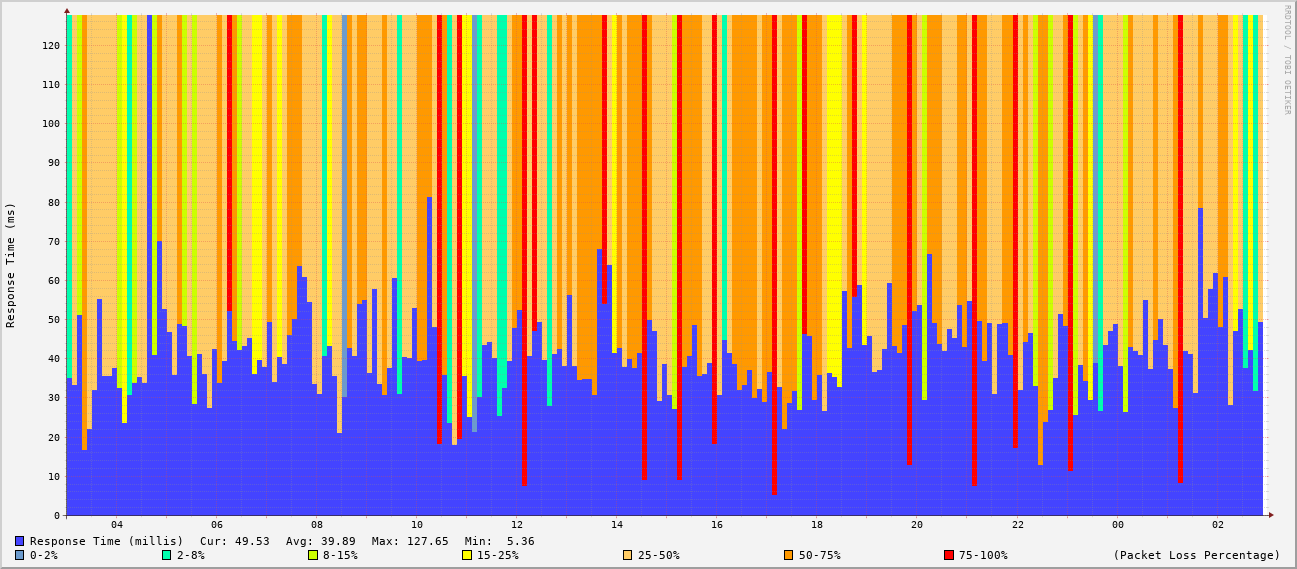 RRDTOOL / TOBI OETIKER
Response Time (ms)
120
110
100
90
80
70
60
50
40
30
20
10
0
04 06 08 10 12 14 16 18 20 22 00 02
Response Time (millis) Cur: 49.53 Avg: 39.89 Max: 127.65 Min: 5.36
0-2% 2-8% 8-15% 15-25% 25-50% 50-75% 75-100% (Packet Loss Percentage)